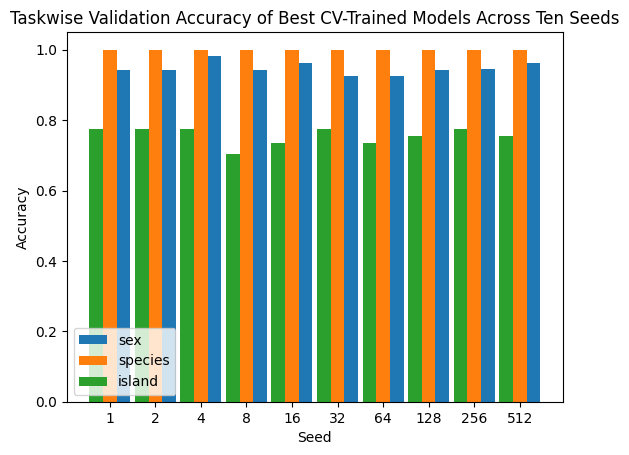 Taskwise Validation Accuracy of Best CV-Trained Models Across Ten Seeds
1.0
0.8
0.6
0.4
0.2
0.0
Accuracy
sex
species
island
1 2 4 8 16 32 64 128 256 512
Seed